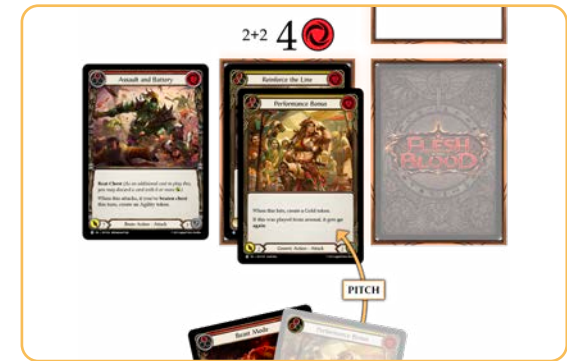 2+2 4
Assault and Battery
Reinforce the Line
Performance Bonus
FLESH
BLOOD
Beat Chest (As an additional cost to play this,
you may discard a card with 6 or more
When this attacks, if you've beaten chest
this turn, create an Agility token.
Brute Action - Attack
When this hits, create a Gold token.
If this was played from arsenal, it gets go
again
Generic Action - Attack
PITCH
Beast Mode
Performance Bonus